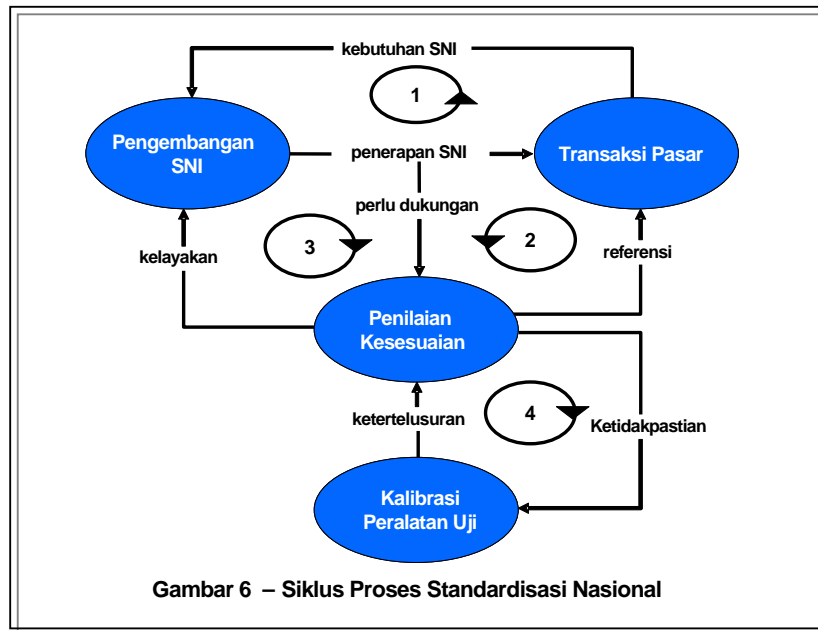 kebutuhan SNI
1
Pengembangan
SNI
penerapan SNI
Transaksi Pasar
perlu dukungan
3
2
kelayakan
referensi
Penilaian
Kesesuaian
ketertelusuran
4
Ketidakpastian
Kalibrasi
Peralatan Uji
Gambar 6 – Siklus Proses Standardisasi Nasional